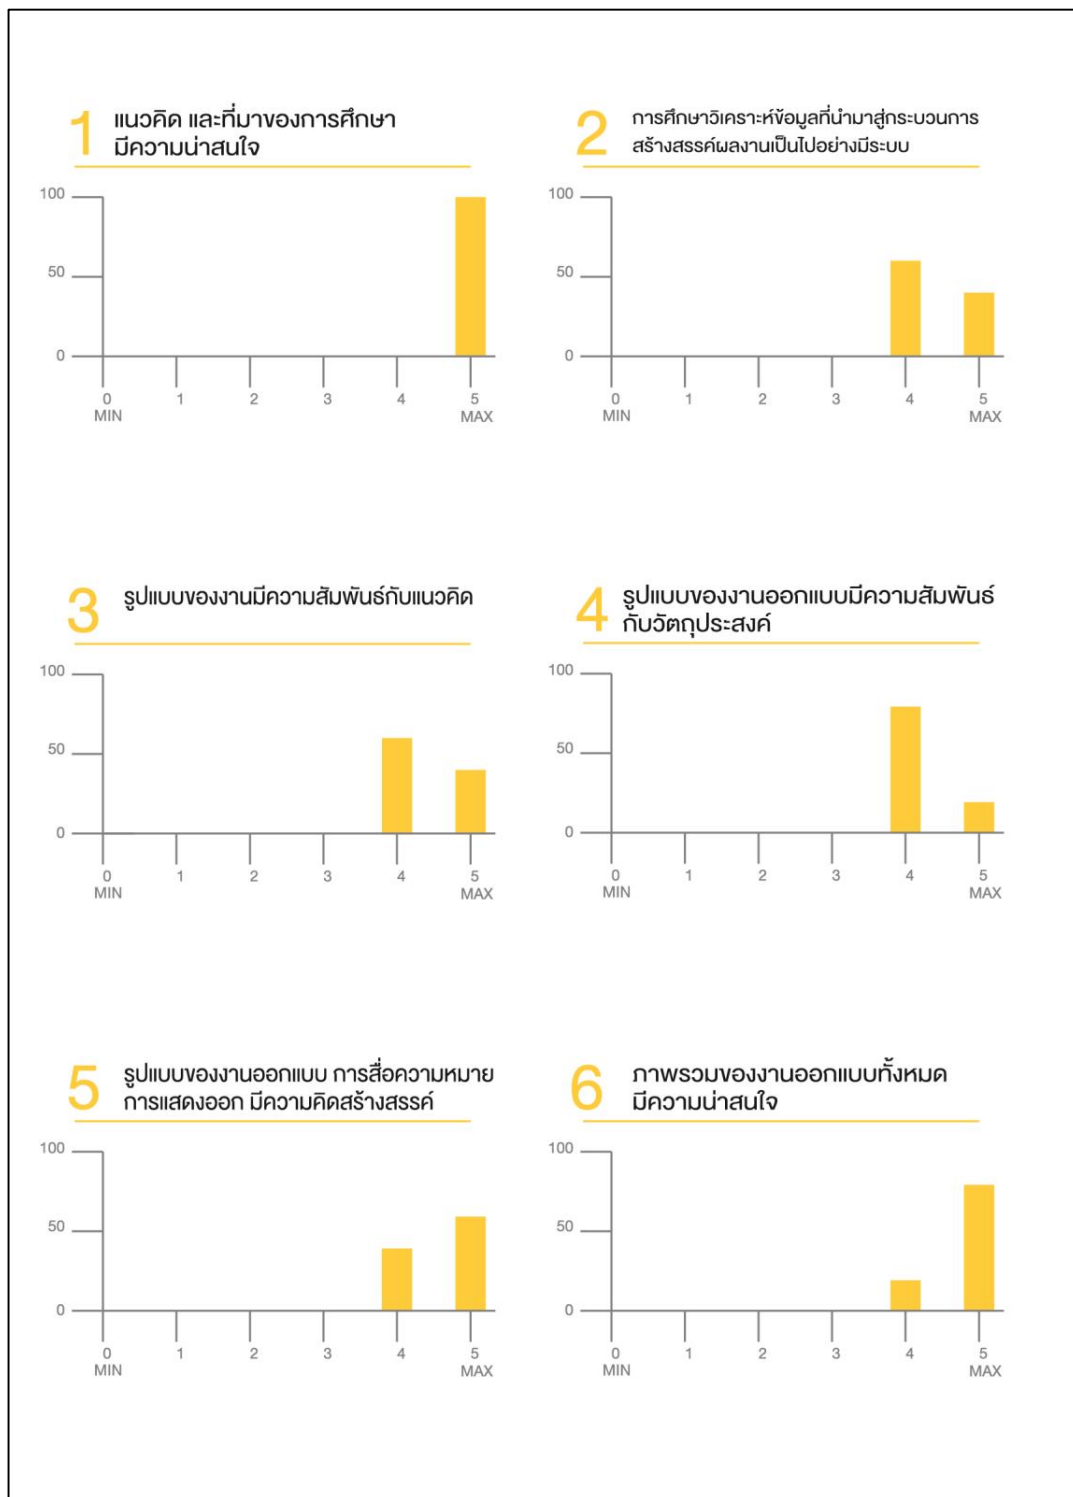 1 แนวคิด และที่มาของการศึกษา
มีความน่าสนใจ
100
50
0
0 1 2 3 4 5
MIN MAX
2 การศึกษาวิเคราะห์ข้อมูลที่นำมาสู่กระบวนการ
สร้างสรรค์ผลงานเป็นไปอย่างมีระบบ
100
50
0
0 1 2 3 4 5
MIN MAX
3 รูปแบบของงานมีความสัมพันธ์กับแนวคิด
100
50
0
0 1 2 3 4 5
MIN MAX
4 รูปแบบของงานออกแบบมีความสัมพันธ์
กับวัตถุประสงค์
100
50
0
0 1 2 3 4 5
MIN MAX
5 รูปแบบของงานออกแบบ การสื่อความหมาย
การแสดงออก มีความคิดสร้างสรรค์
100
50
0
0 1 2 3 4 5
MIN MAX
6 ภาพรวมของงานออกแบบทั้งหมด
มีความน่าสนใจ
100
50
0
0 1 2 3 4 5
MIN MAX